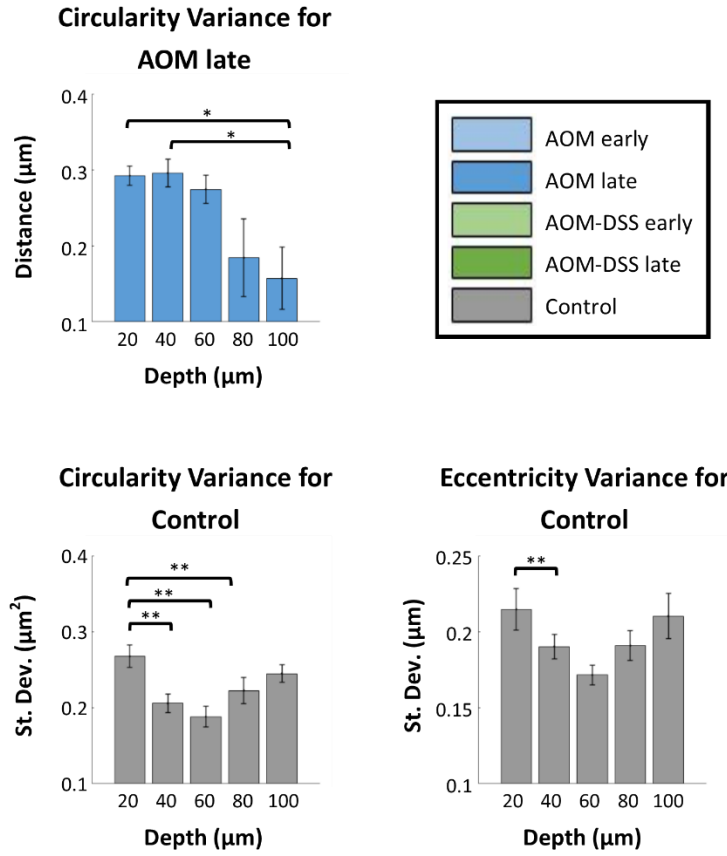 Circularity Variance for
AOM late
Distance (μm)
0.4
0.3
0.2
0.1
*
*
20 40 60 80 100
Depth (μm)
AOM early
AOM late
AOM-DSS early
AOM-DSS late
Control
Circularity Variance for
Control
St. Dev. (μm²)
0.4
0.3
0.2
0.1
**
**
**
20 40 60 80 100
Depth (μm)
Eccentricity Variance for
Control
St. Dev. (μm)
0.25
0.2
0.15
0.1
**
20 40 60 80 100
Depth (μm)